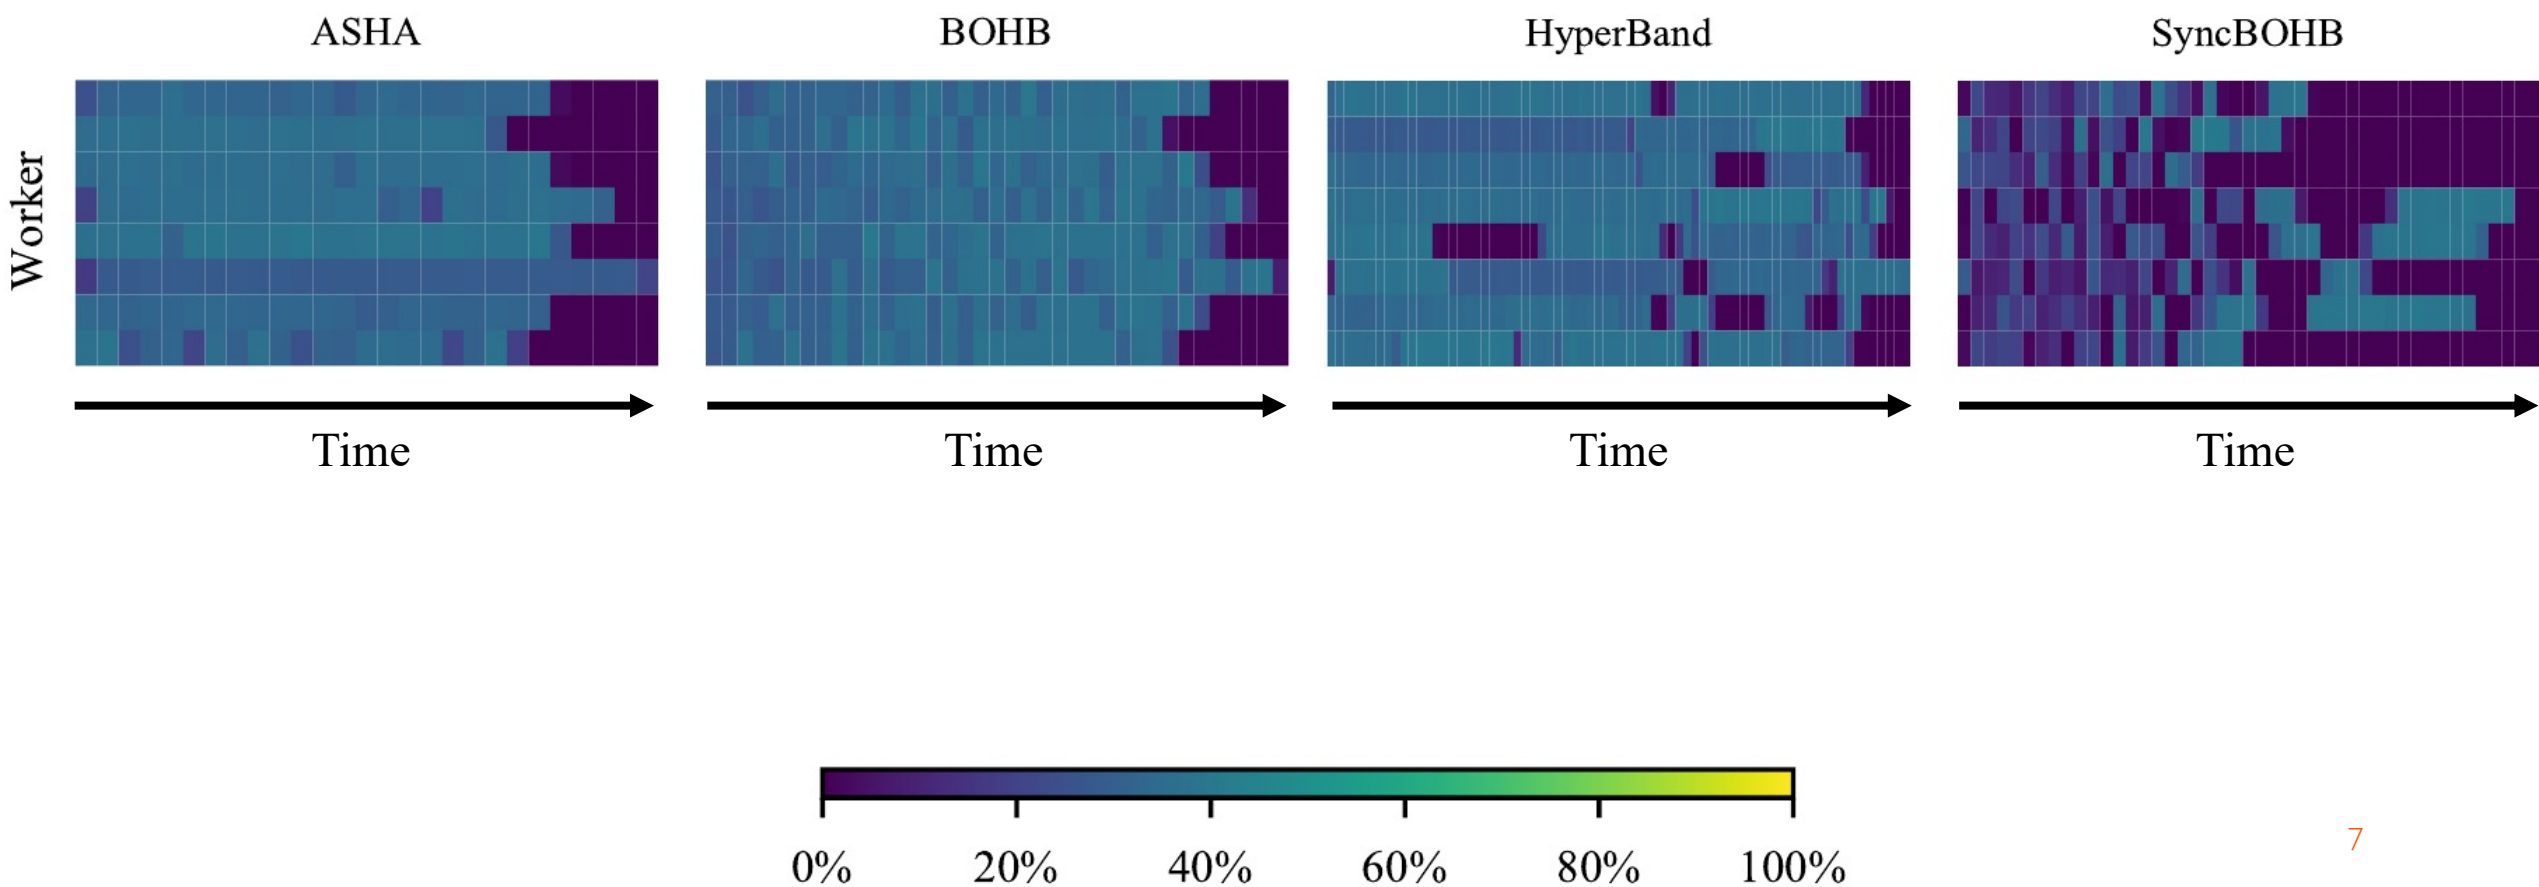 ASHA
BOHB
HyperBand
SyncBOHB
Worker
Time
Time
Time
Time
0%
20%
40%
60%
80%
100%
7